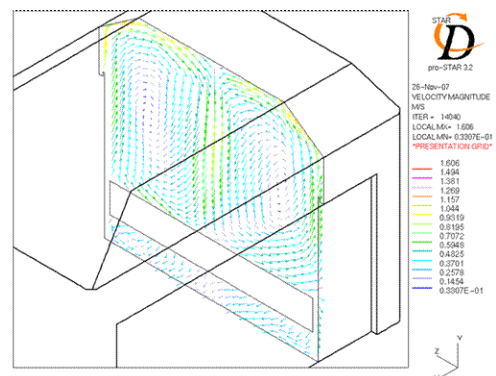 STAR
D
pro-STAR 3.2
26-Nov-07
VELOCITY MAGNITUDE
M/S
ITER = 14040
LOCAL MX= 1.606
LOCAL MN= 0.3307E-01
*PRESENTATION GRID*
1.606
1.494
1.381
1.269
1.157
1.044
0.9319
0.8195
0.7072
0.5948
0.4825
0.3701
0.2578
0.1454
0.3307E-01
Y
Z